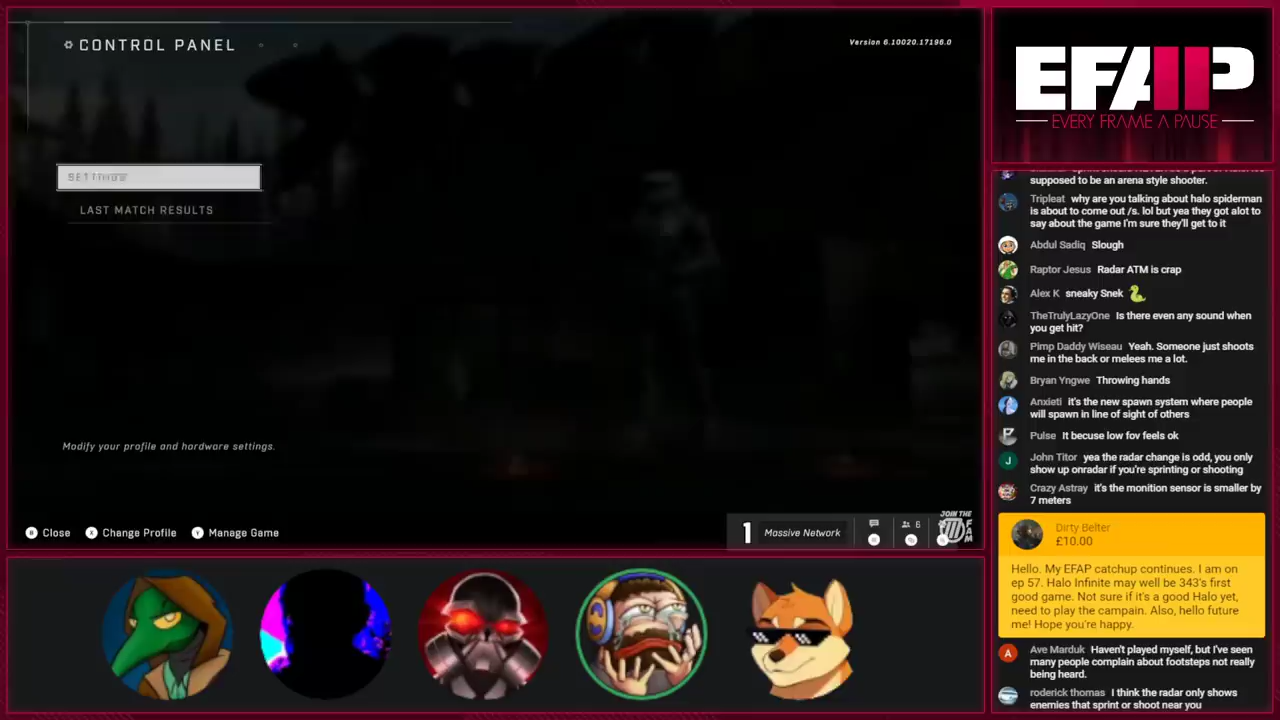 CONTROL PANEL
Version 6.10020.17196.0
SETTINGS
LAST MATCH RESULTS
Modify your profile and hardware settings.
B Close
X Change Profile
Y Manage Game
1 Massive Network
6
JOIN THE
FAM
EFAP
EVERY FRAME A PAUSE
supposed to be an arena style shooter.
Tripleat why are you talking about halo spiderman
is about to come out /s. lol but yea they got alot to
say about the game I'm sure they'll get to it
Abdul Sadiq Slough
Raptor Jesus Radar ATM is crap
Alex K sneaky Snek 🐍
TheTrulyLazyOne Is there even any sound when
you get hit?
Pimp Daddy Wiseau Yeah. Someone just shoots
me in the back or melees me a lot.
Bryan Yngwe Throwing hands
Anxieti it's the new spawn system where people
will spawn in line of sight of others
Pulse It becuse low fov feels ok
J
John Titor yea the radar change is odd, you only
show up onradar if you're sprinting or shooting
Crazy Astray it's the monition sensor is smaller by
7 meters
Dirty Belter
£10.00
Hello. My EFAP catchup continues. I am on
ep 57. Halo Infinite may well be 343's first
good game. Not sure if it's a good Halo yet,
need to play the campain. Also, hello future
me! Hope you're happy.
A
Ave Marduk Haven't played myself, but I've seen
many people complain about footsteps not really
being heard.
roderick thomas I think the radar only shows
enemies that sprint or shoot near you